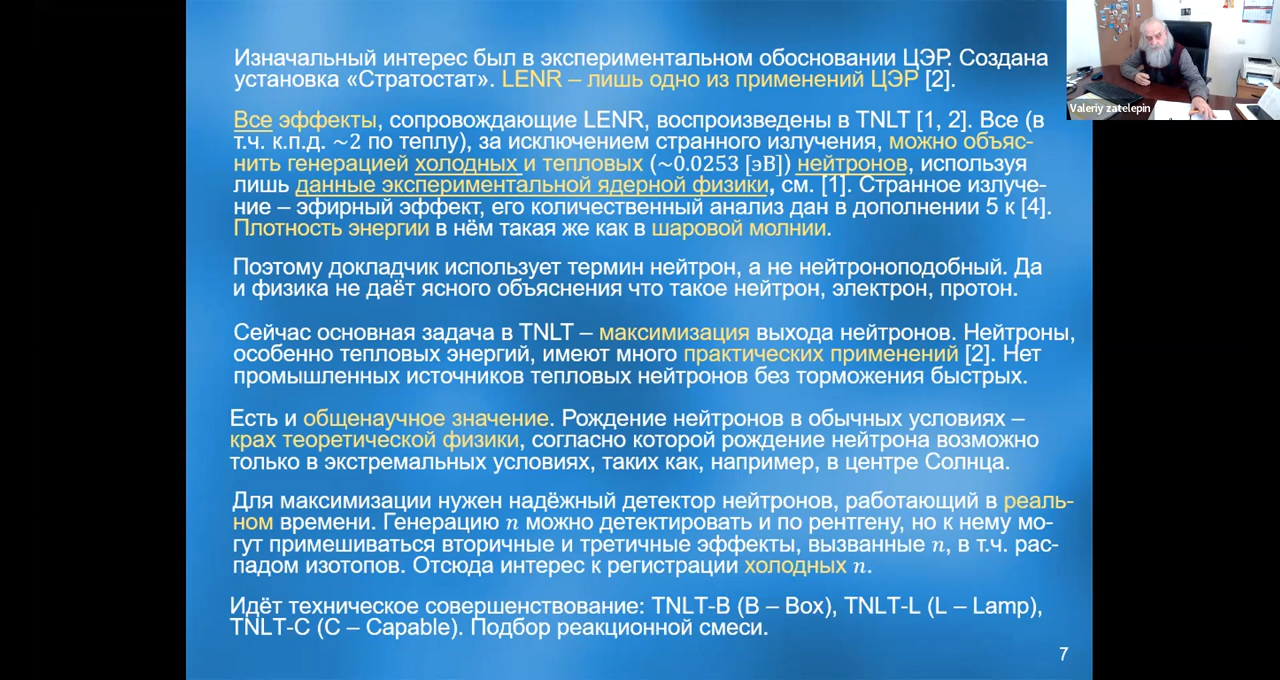 Изначальный интерес был в экспериментальном обосновании ЦЭР. Создана
установка «Стратостат». LENR – лишь одно из применений ЦЭР [2].
Все эффекты, сопровождающие LENR, воспроизведены в TNLT [1, 2]. Все (в
т.ч. к.п.д. ~2 по теплу), за исключением странного излучения, можно объяс-
нить генерацией холодных и тепловых (~0.0253 [эВ]) нейтронов, используя
лишь данные экспериментальной ядерной физики, см. [1]. Странное излуче-
ние – эфирный эффект, его количественный анализ дан в дополнении 5 к [4].
Плотность энергии в нём такая же как в шаровой молнии.
Поэтому докладчик использует термин нейтрон, а не нейтроноподобный. Да
и физика не даёт ясного объяснения что такое нейтрон, электрон, протон.
Сейчас основная задача в TNLT – максимизация выхода нейтронов. Нейтроны,
особенно тепловых энергий, имеют много практических применений [2]. Нет
промышленных источников тепловых нейтронов без торможения быстрых.
Есть и общенаучное значение. Рождение нейтронов в обычных условиях –
крах теоретической физики, согласно которой рождение нейтрона возможно
только в экстремальных условиях, таких как, например, в центре Солнца.
Для максимизации нужен надёжный детектор нейтронов, работающий в реаль-
ном времени. Генерацию n можно детектировать и по рентгену, но к нему мо-
гут примешиваться вторичные и третичные эффекты, вызванные n, в т.ч. рас-
падом изотопов. Отсюда интерес к регистрации холодных n.
Идёт техническое совершенствование: TNLT-B (B – Box), TNLT-L (L – Lamp),
TNLT-C (C – Capable). Подбор реакционной смеси.
7
Valeriy zatelepin